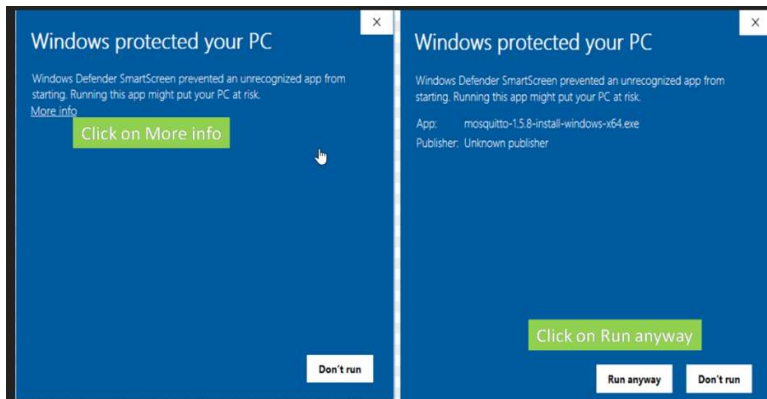 Windows protected your PC
Windows Defender SmartScreen prevented an unrecognized app from
starting. Running this app might put your PC at risk.
More info
Click on More info
Don't run
Windows protected your PC
Windows Defender SmartScreen prevented an unrecognized app from
starting. Running this app might put your PC at risk.
App: mosquitto-1.5.8-install-windows-x64.exe
Publisher: Unknown publisher
Click on Run anyway
Run anyway Don't run